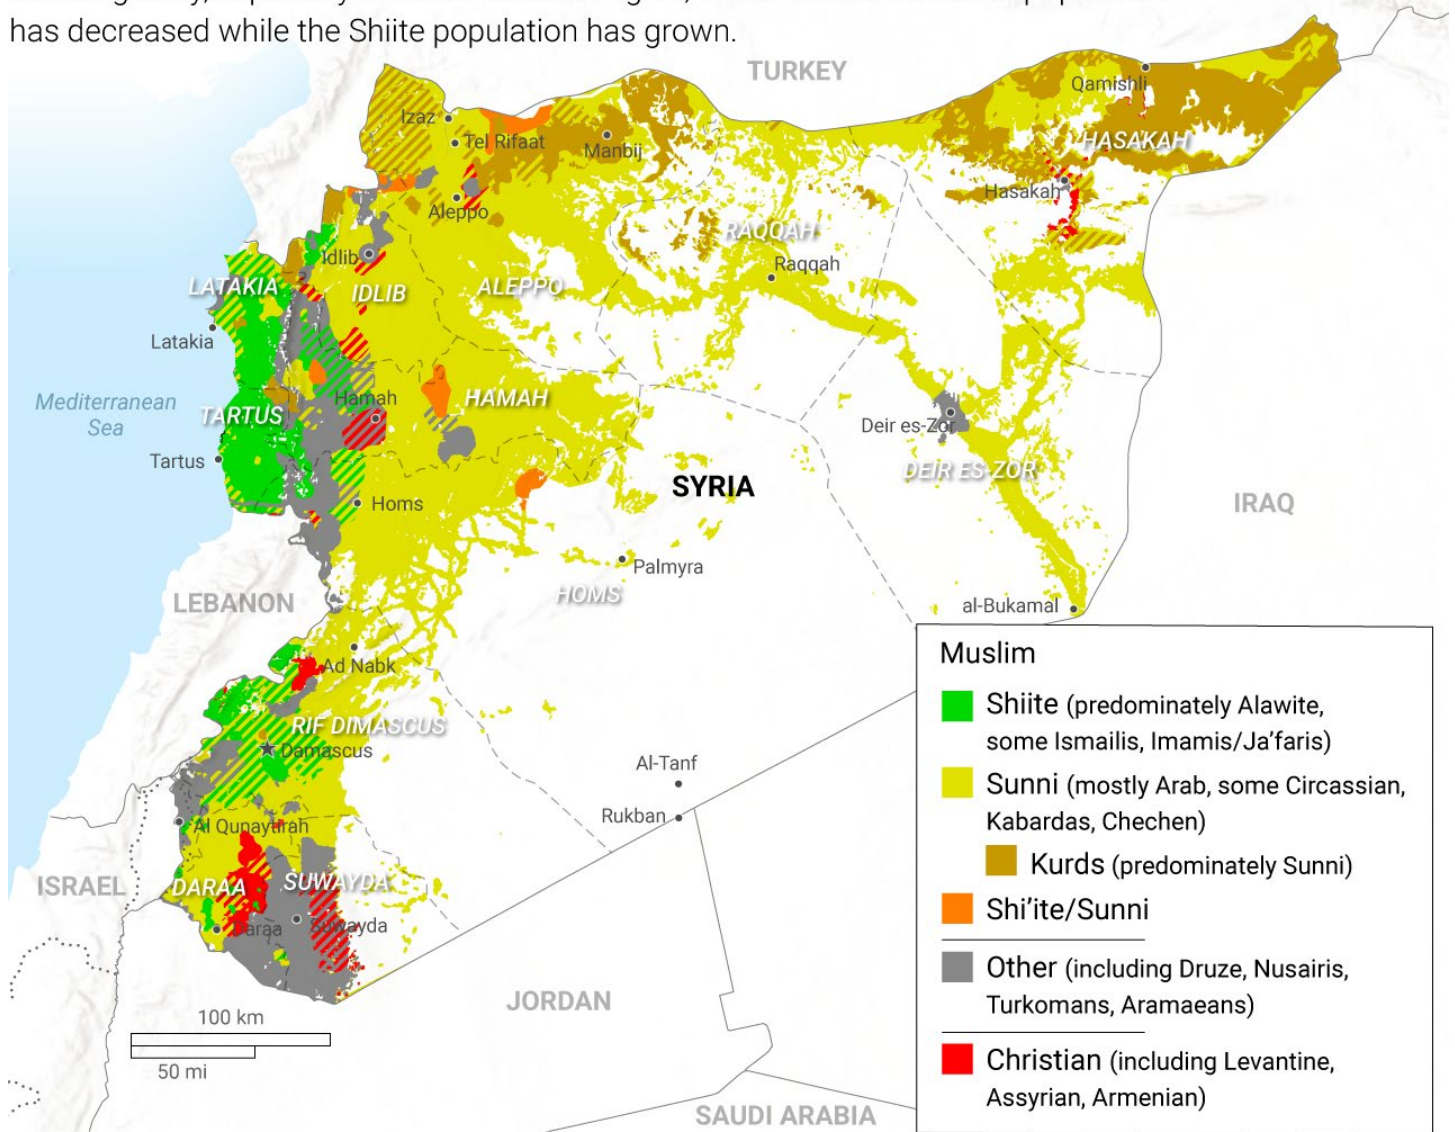 has decreased while the Shiite population has grown.
TURKEY
Qamishli
Izaz
Tel Rifaat
Manbij
HASAKAH
Hasakah
Aleppo
RAQQAH
Idlib
Raqqah
LATAKIA
IDLIB
ALEPPO
Latakia
Mediterranean
Sea
Hamah
HAMAH
TARTUS
Deir es-Zor
Tartus
DEIR ES-ZOR
SYRIA
Homs
IRAQ
Palmyra
HOMS
LEBANON
al-Bukamal
Ad Nabk
RIF DIMASCUS
Damascus
Al-Tanf
Rukban
Al Qunaytirah
ISRAEL
DARAA
SUWAYDA
Daraa
Suwayda
JORDAN
100 km
50 mi
SAUDI ARABIA
Muslim
Shiite (predominately Alawite,
some Ismailis, Imamis/Ja’faris)
Sunni (mostly Arab, some Circassian,
Kabardas, Chechen)
Kurds (predominately Sunni)
Shi’ite/Sunni
Other (including Druze, Nusairis,
Turkomans, Aramaeans)
Christian (including Levantine,
Assyrian, Armenian)